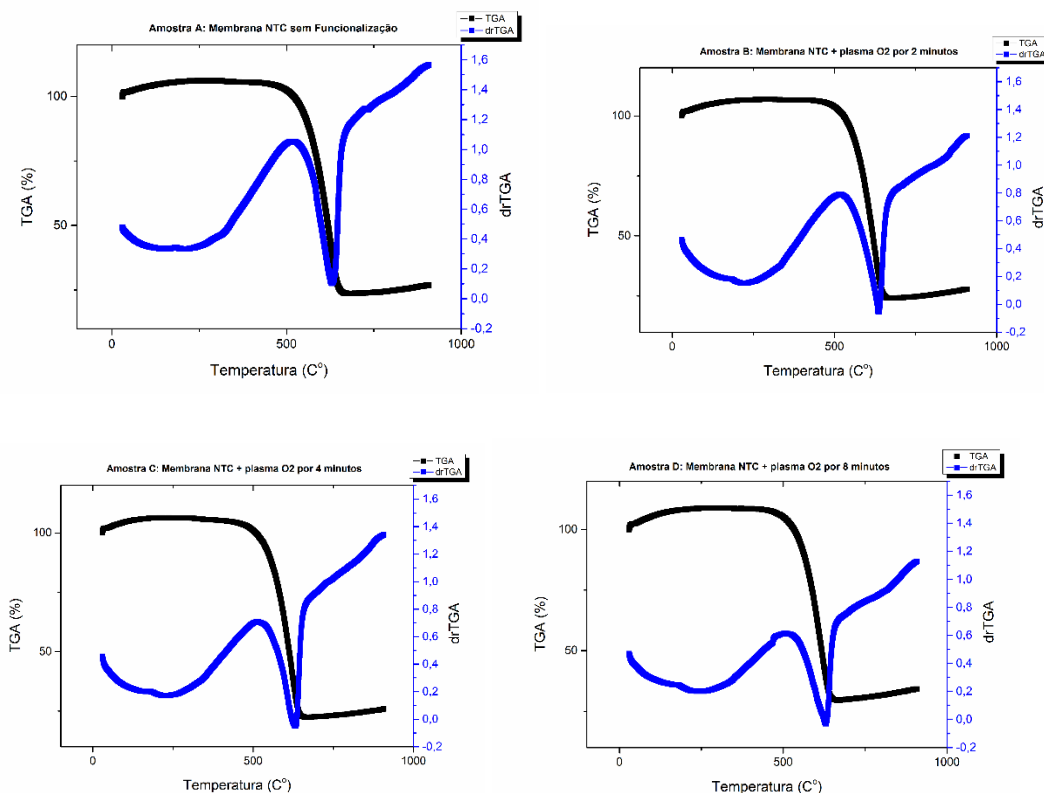 Amostra A: Membrana NTC sem Funcionalização
TGA
drTGA
100
50
TGA (%)
0
500
1000
Temperatura (C°)
1,6
1,4
1,2
1,0
0,8
0,6
0,4
0,2
0,0
-0,2
drTGA
Amostra B: Membrana NTC + plasma O2 por 2 minutos
TGA
drTGA
100
50
TGA (%)
0
500
1000
Temperatura (C°)
1,6
1,4
1,2
1,0
0,8
0,6
0,4
0,2
0,0
-0,2
drTGA
Amostra C: Membrana NTC + plasma O2 por 4 minutos
TGA
drTGA
100
50
TGA (%)
0
500
1000
Temperatura (C°)
1,6
1,4
1,2
1,0
0,8
0,6
0,4
0,2
0,0
-0,2
drTGA
Amostra D: Membrana NTC + plasma O2 por 8 minutos
TGA
drTGA
100
50
TGA (%)
0
500
1000
Temperatura (C°)
1,6
1,4
1,2
1,0
0,8
0,6
0,4
0,2
0,0
-0,2
drTGA